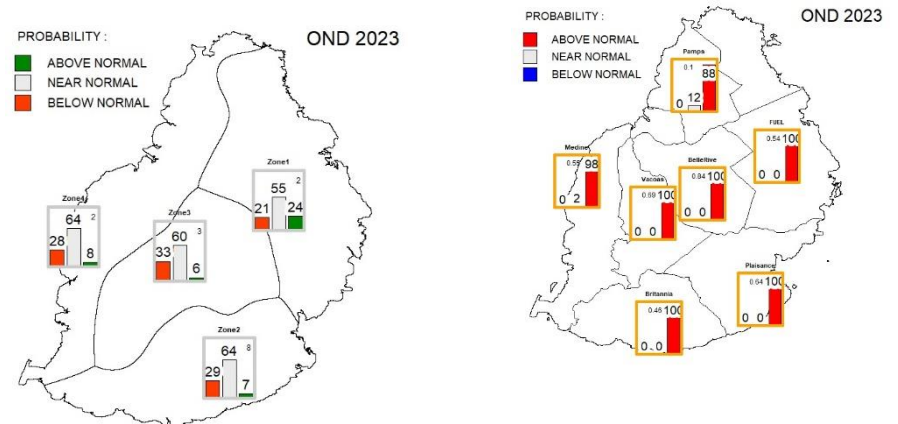 PROBABILITY :
OND 2023
ABOVE NORMAL
NEAR NORMAL
BELOW NORMAL
Zone1
2
21 55 24
Zone4
2
28 64 8
Zone3
3
33 60 6
Zone2
8
29 64 7
PROBABILITY :
OND 2023
ABOVE NORMAL
NEAR NORMAL
BELOW NORMAL
Pamps
0.1
0 12 88
FUEL
0.54
0 0 100
Medine
0.55
0 2 98
Bellerive
0.84
0 0 100
Vacoas
0.69
0 0 100
Plaisance
0.64
0 0 100
Britannia
0.46
0 0 100